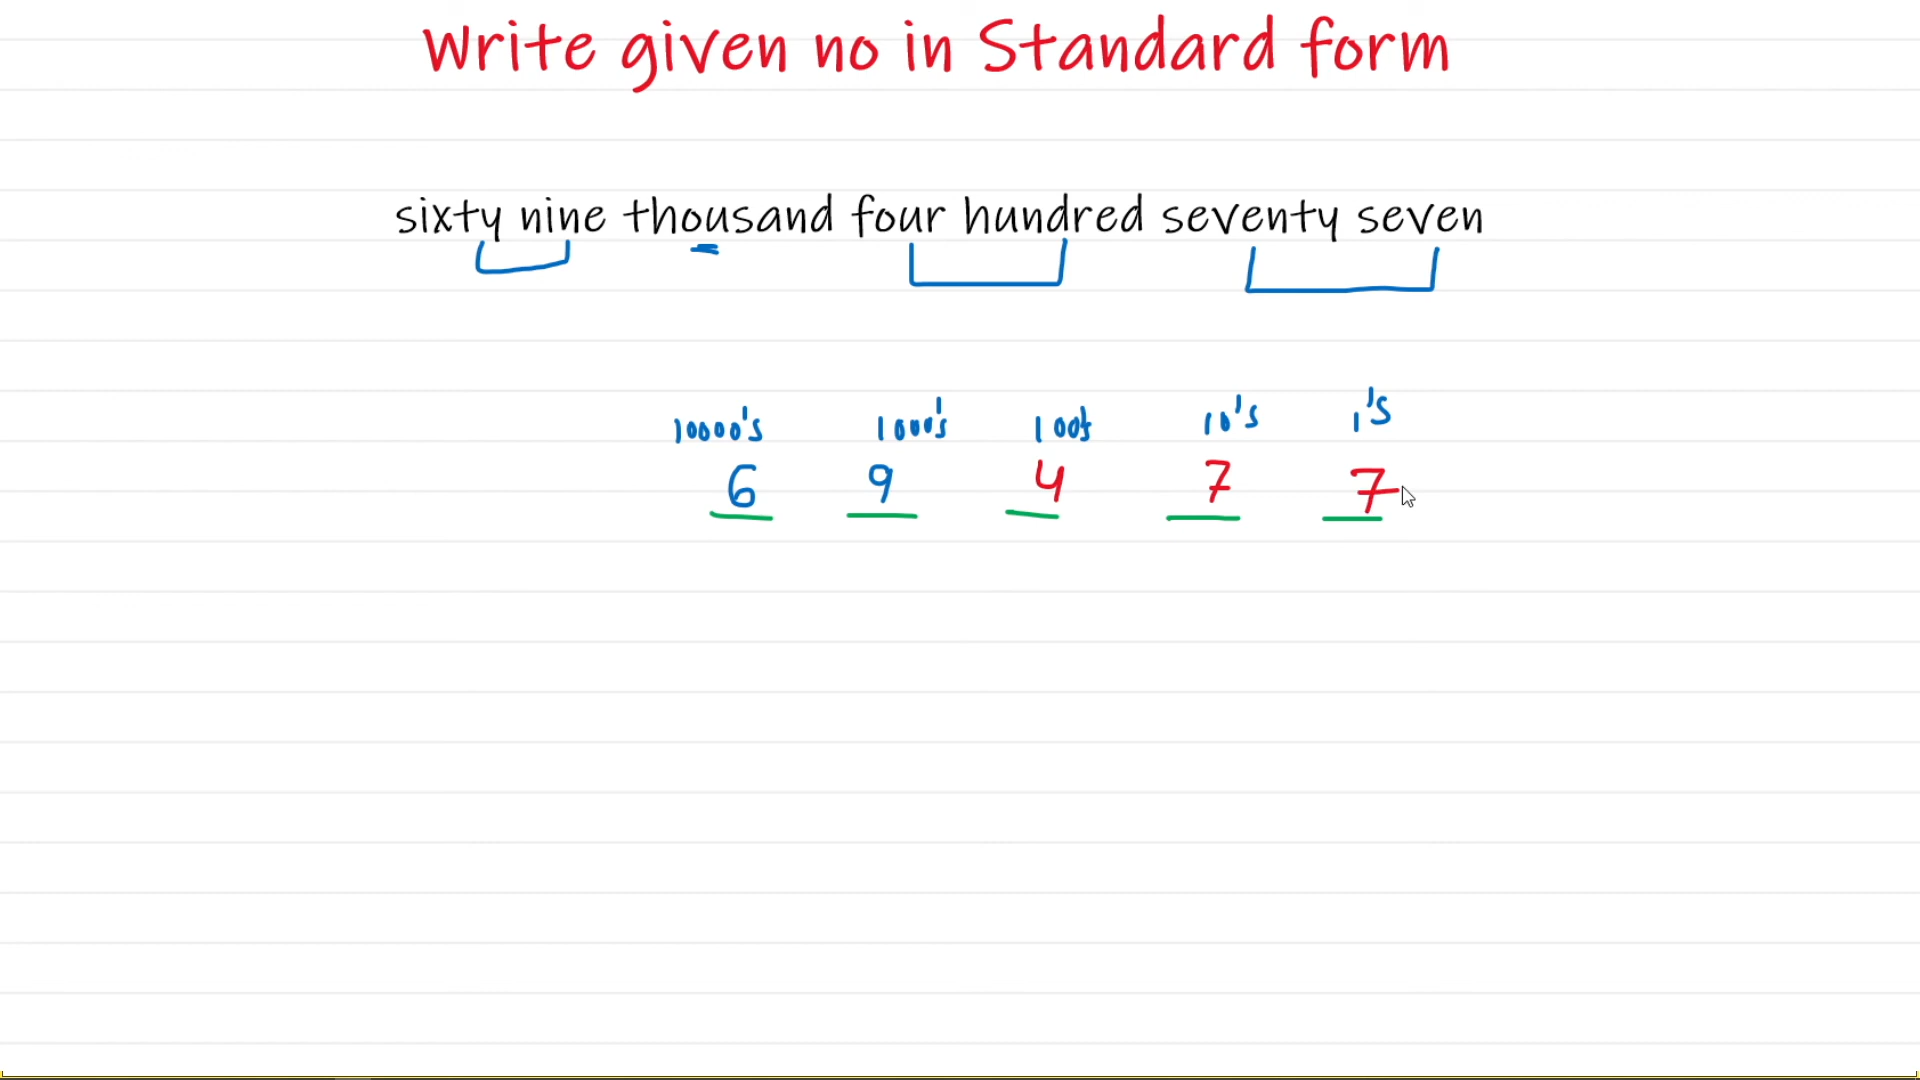 Write given no in Standard form
sixty nine thousand four hundred seventy seven
10000's 1000's 100's 10's 1's
6 9 4 7 7